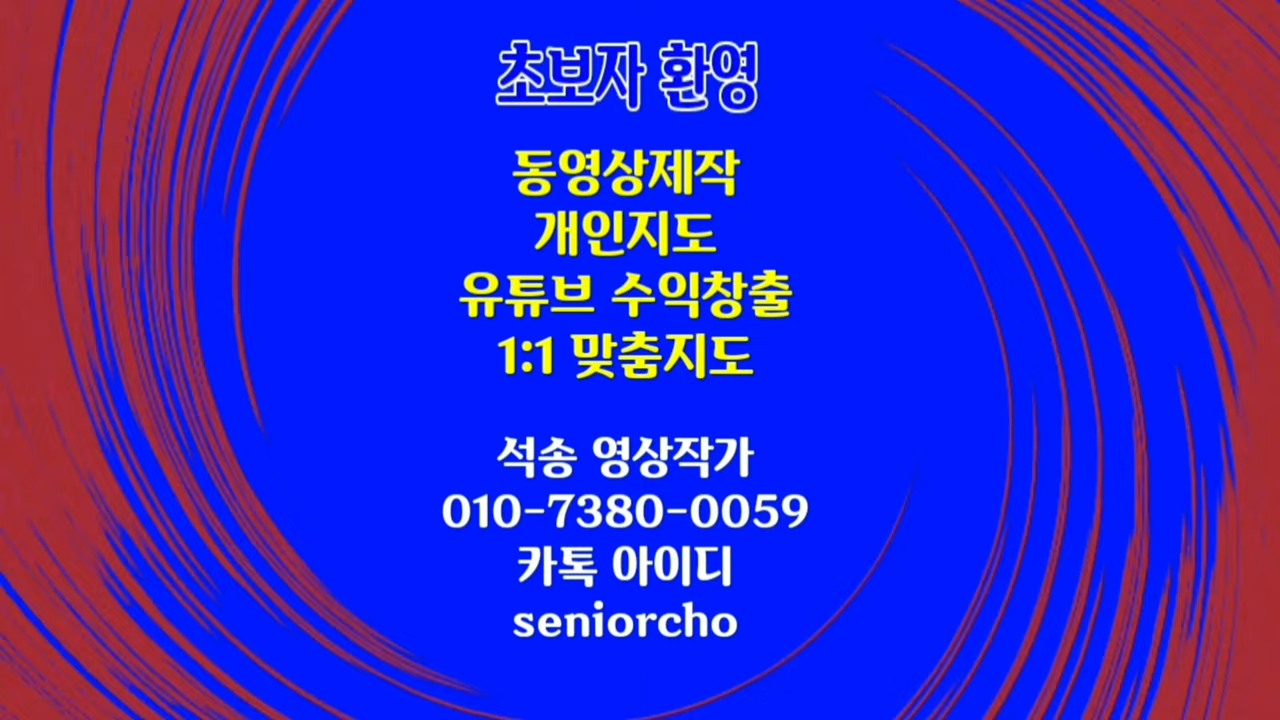 초보자 환영
동영상제작
개인지도
유튜브 수익창출
1:1 맞춤지도
석송 영상작가
010-7380-0059
카톡 아이디
seniorcho